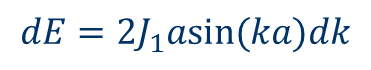 dE = 2J₁asin(ka)dk